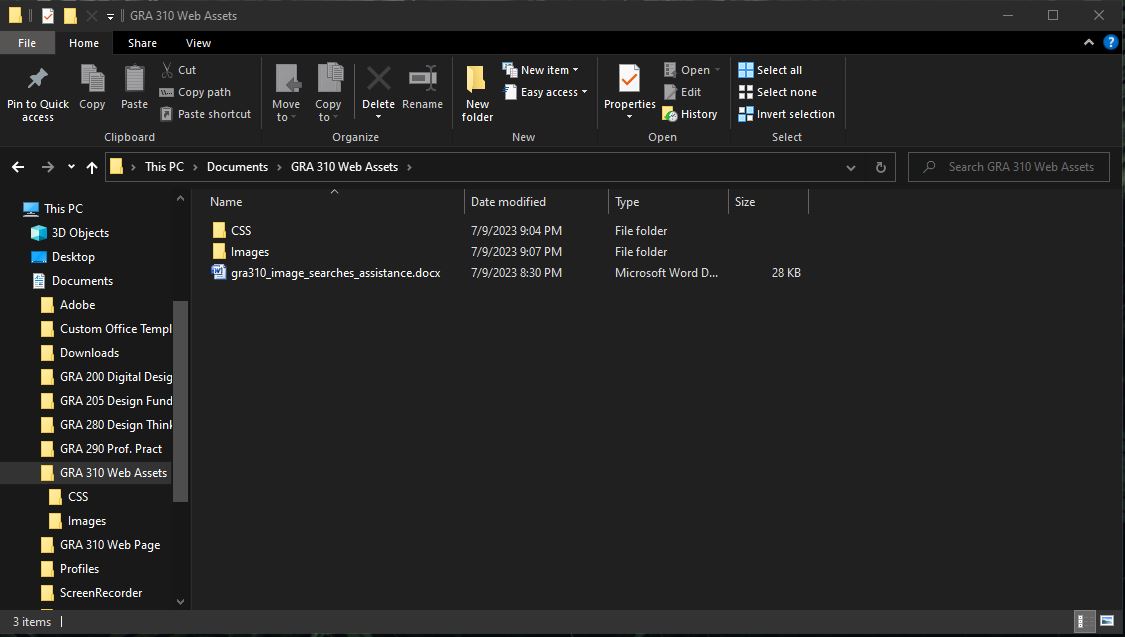 GRA 310 Web Assets
File Home Share View
Pin to Quick access
Copy
Paste
Cut
Copy path
Paste shortcut
Clipboard
Move to
Copy to
Delete
Rename
Organize
New folder
New item
Easy access
New
Properties
Open
Edit
History
Open
Select all
Select none
Invert selection
Select
This PC > Documents > GRA 310 Web Assets >
Search GRA 310 Web Assets
This PC
3D Objects
Desktop
Documents
Adobe
Custom Office Templ
Downloads
GRA 200 Digital Desig
GRA 205 Design Fund
GRA 280 Design Think
GRA 290 Prof. Pract
GRA 310 Web Assets
CSS
Images
GRA 310 Web Page
Profiles
ScreenRecorder
Name Date modified Type Size
CSS 7/9/2023 9:04 PM File folder
Images 7/9/2023 9:07 PM File folder
gra310_image_searches_assistance.docx 7/9/2023 8:30 PM Microsoft Word D... 28 KB
3 items